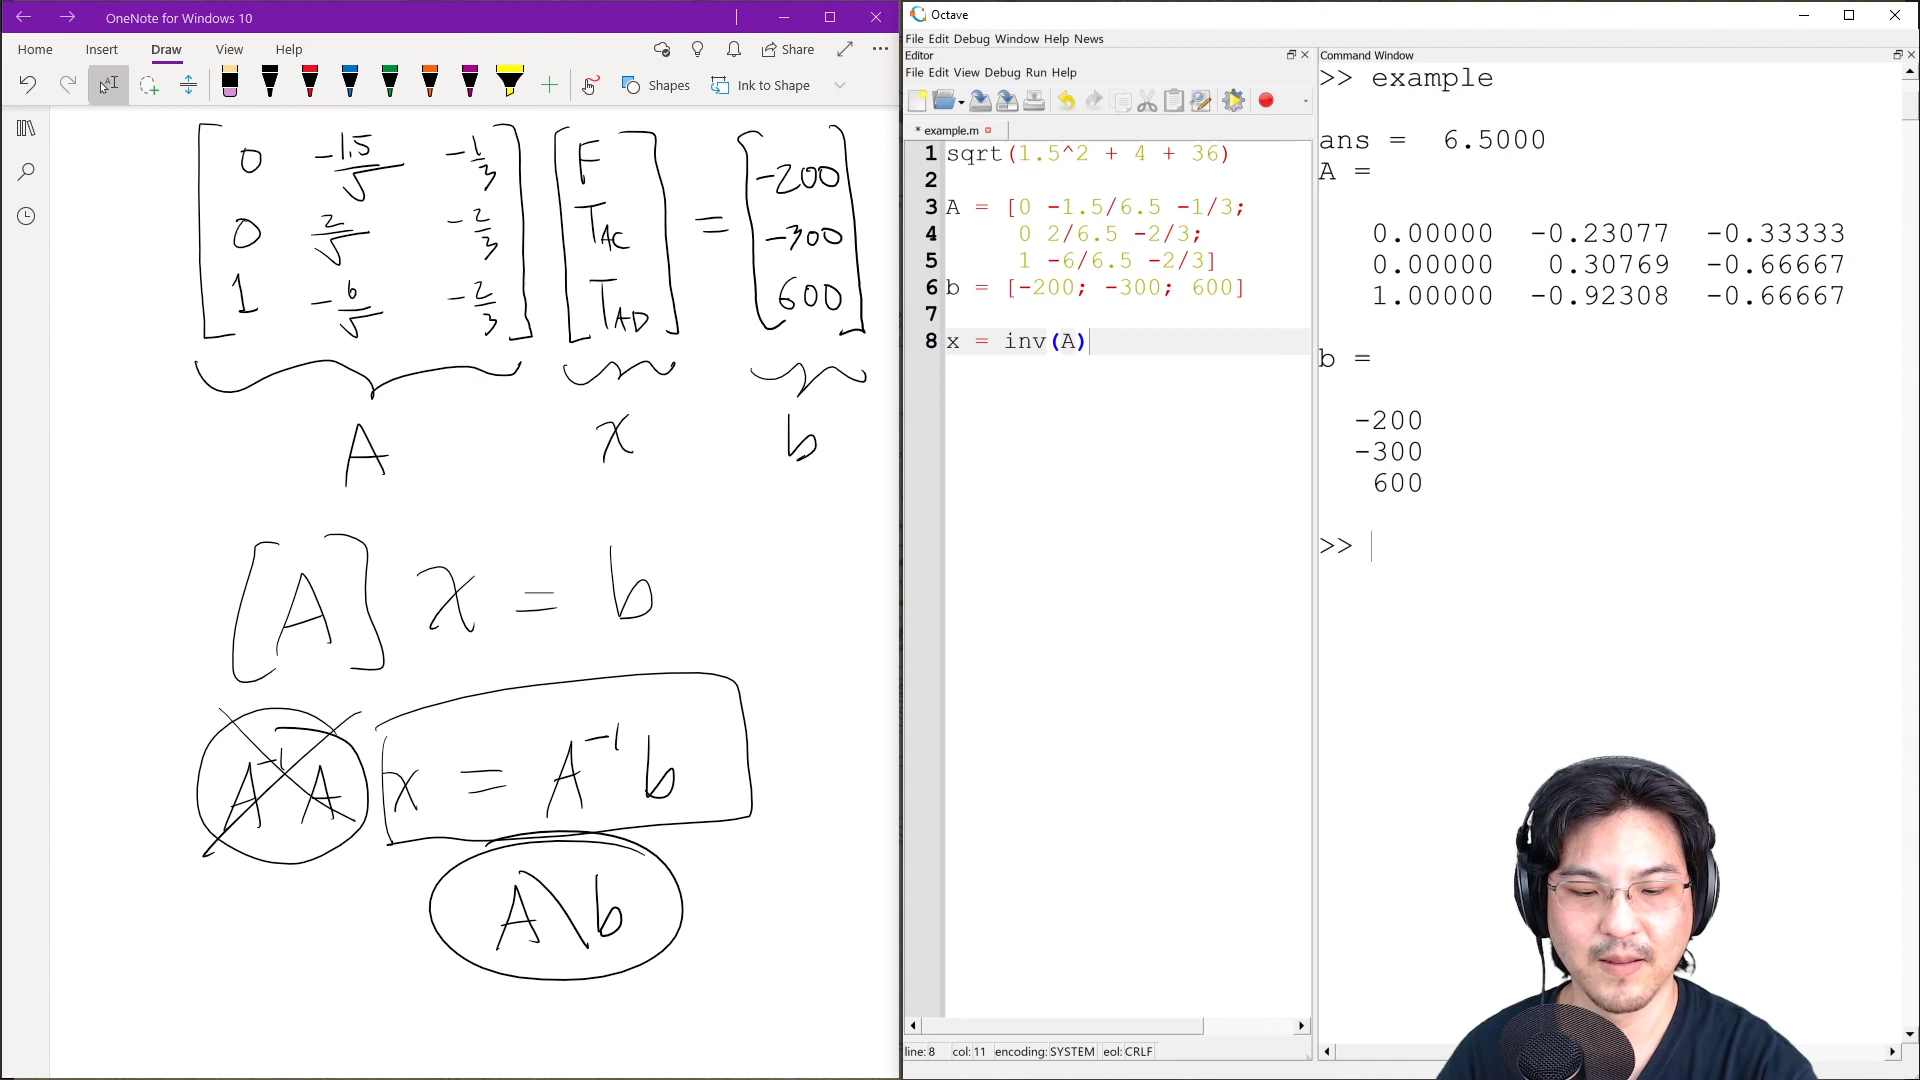 OneNote for Windows 10
Home Insert Draw View Help Share
Shapes Ink to Shape
0 -1.5/√ -1/3 F -200
0 2/√ -2/3 TAC = -300
1 -6/√ -2/3 TAD 600
A x b
[A] x = b
A⁻¹A x = A⁻¹b
A\b
Octave
File Edit Debug Window Help News
Editor
File Edit View Debug Run Help
* example.m
1 sqrt(1.5^2 + 4 + 36)
2
3 A = [0 -1.5/6.5 -1/3;
4 0 2/6.5 -2/3;
5 1 -6/6.5 -2/3]
6 b = [-200; -300; 600]
7
8 x = inv(A)
line: 8 col: 11 encoding: SYSTEM eol: CRLF
Command Window
>> example
ans = 6.5000
A =
0.00000 -0.23077 -0.33333
0.00000 0.30769 -0.66667
1.00000 -0.92308 -0.66667
b =
-200
-300
600
>>